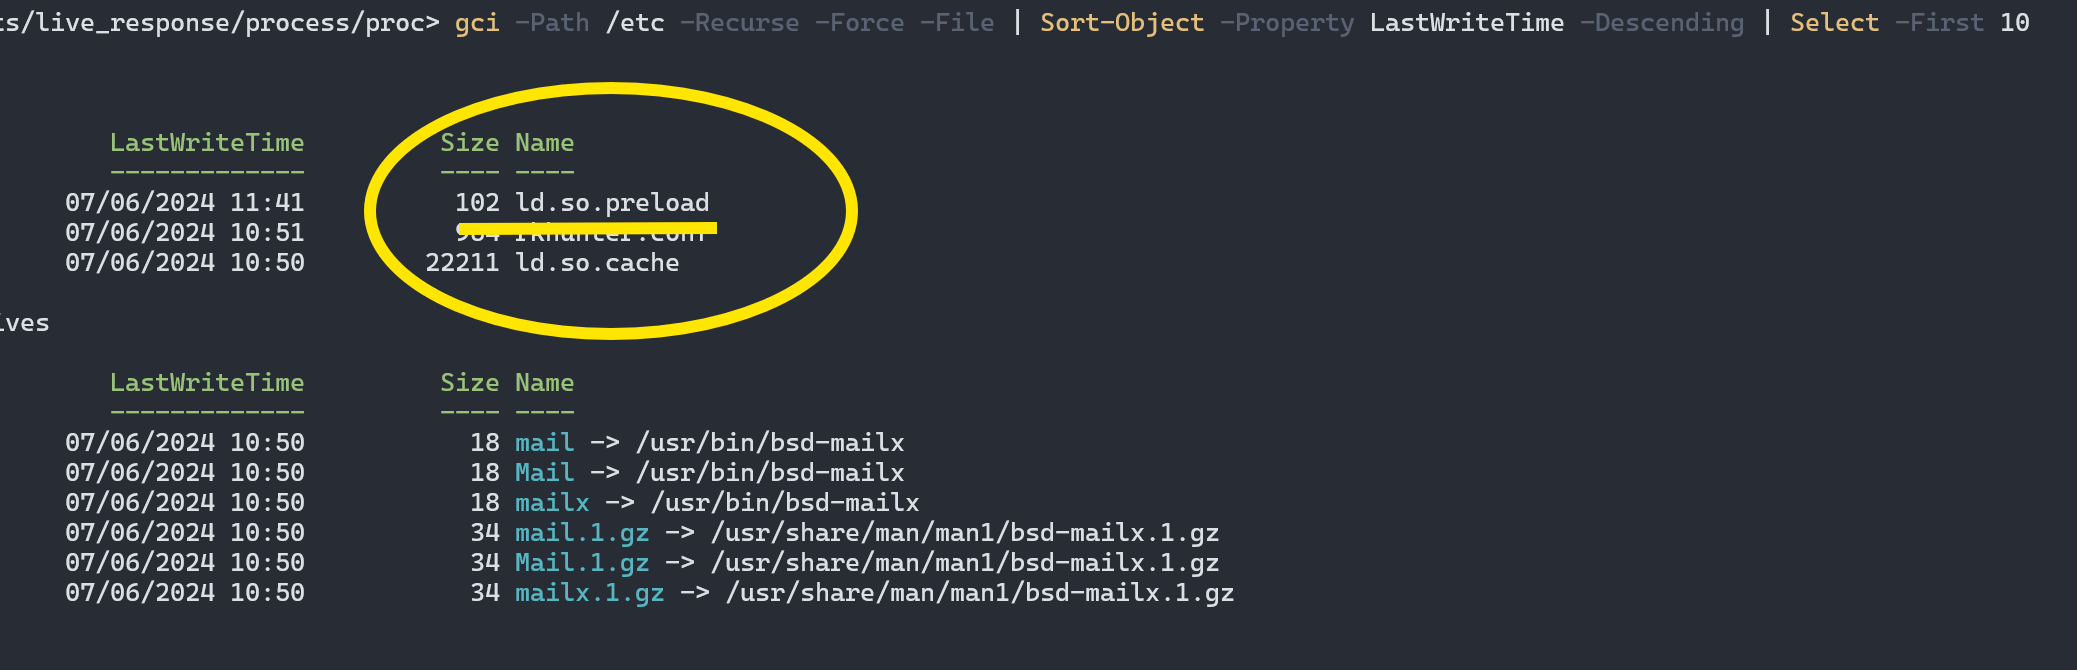 ts/live_response/process/proc> gci -Path /etc -Recurse -Force -File | Sort-Object -Property LastWriteTime -Descending | Select -First 10
LastWriteTime Size Name
------------- ---- ----
07/06/2024 11:41 102 ld.so.preload
07/06/2024 10:51 rkhunter.conf
07/06/2024 10:50 22211 ld.so.cache
ives
LastWriteTime Size Name
------------- ---- ----
07/06/2024 10:50 18 mail -> /usr/bin/bsd-mailx
07/06/2024 10:50 18 Mail -> /usr/bin/bsd-mailx
07/06/2024 10:50 18 mailx -> /usr/bin/bsd-mailx
07/06/2024 10:50 34 mail.1.gz -> /usr/share/man/man1/bsd-mailx.1.gz
07/06/2024 10:50 34 Mail.1.gz -> /usr/share/man/man1/bsd-mailx.1.gz
07/06/2024 10:50 34 mailx.1.gz -> /usr/share/man/man1/bsd-mailx.1.gz